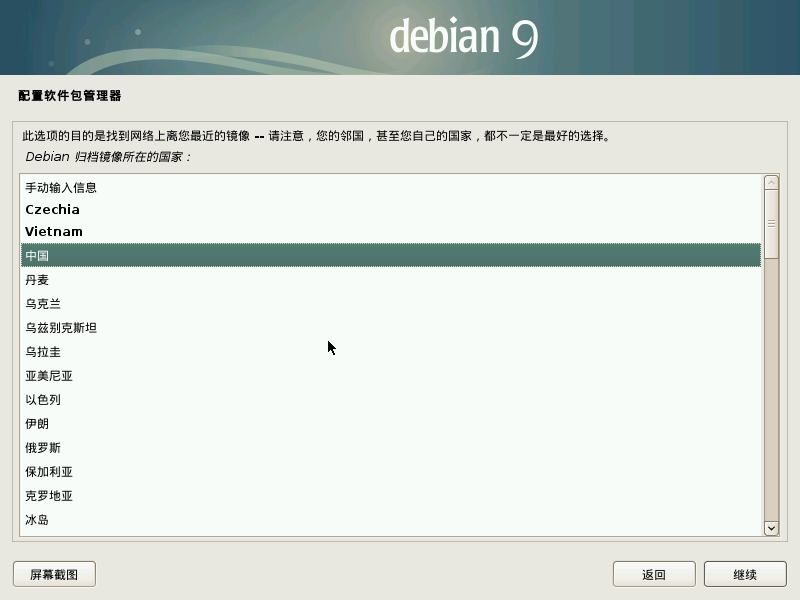 debian 9
配置软件包管理器
此选项的目的是找到网络上离您最近的镜像 -- 请注意，您的邻国，甚至您自己的国家，都不一定是最好的选择。
Debian 归档镜像所在的国家：
手动输入信息
Czechia
Vietnam
中国
丹麦
乌克兰
乌兹别克斯坦
乌拉圭
亚美尼亚
以色列
伊朗
俄罗斯
保加利亚
克罗地亚
冰岛
屏幕截图
返回
继续